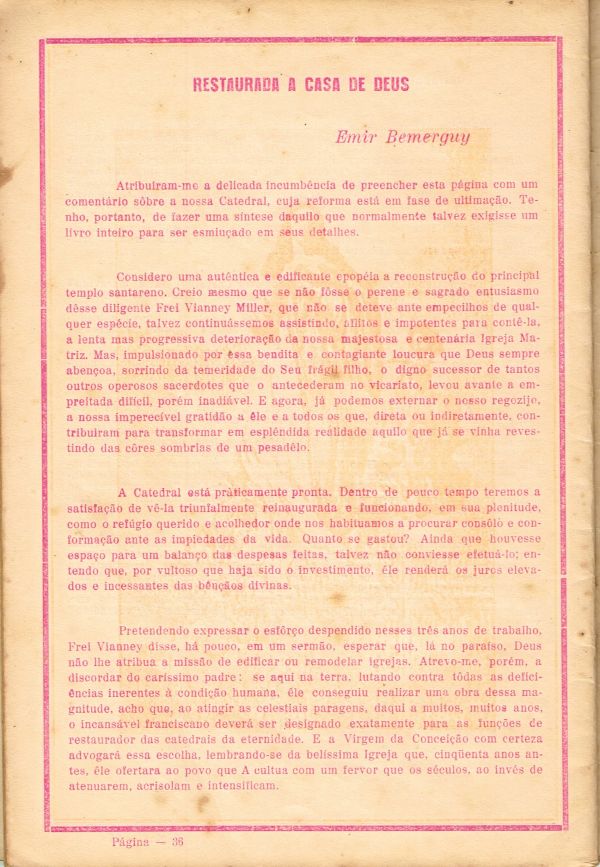 RESTAURADA A CASA DE DEUS
Emir Bemerguy
Atribuiram-me a delicada incumbência de preencher esta página com um
comentário sôbre a nossa Catedral, cuja reforma está em fase de ultimação. Te-
nho, portanto, de fazer uma síntese daquilo que normalmente talvez exigisse um
livro inteiro para ser esmiuçado em seus detalhes.
Considero uma autêntica e edificante epopéia a reconstrução do principal
templo santareno. Creio mesmo que se não fôsse o perene e sagrado entusiasmo
dêsse diligente Frei Vianney Miller, que não se deteve ante empecilhos de qual-
quer espécie, talvez continuássemos assistindo, aflitos e impotentes para contê-la,
a lenta mas progressiva deterioração da nossa majestosa e centenária Igreja Ma-
triz. Mas, impulsionado por essa bendita e contagiante loucura que Deus sempre
abençoa, sorrindo da temeridade do Seu frágil filho, o digno sucessor de tantos
outros operosos sacerdotes que o antecederam no vicariato, levou avante a em-
preitada difícil, porém inadiável. E agora, já podemos externar o nosso regozijo,
a nossa imperecível gratidão a êle e a todos os que, direta ou indiretamente, con-
tribuiram para transformar em esplêndida realidade aquilo que já se vinha reves-
tindo das côres sombrias de um pesadêlo.
A Catedral está pràticamente pronta. Dentro de pouco tempo teremos a
satisfação de vê-la triunfalmente reinaugurada e funcionando, em sua plenitude,
como o refúgio querido e acolhedor onde nos habituamos a procurar consôlo e con-
formação ante as impiedades da vida. Quanto se gastou? Ainda que houvesse
espaço para um balanço das despesas feitas, talvez não conviesse efetuá-lo; en-
tendo que, por vultoso que haja sido o investimento, êle renderá os juros eleva-
dos e incessantes das bênçãos divinas.
Pretendendo expressar o esfôrço despendido nesses três anos de trabalho,
Frei Vianney disse, há pouco, em um sermão, esperar que, lá no paraíso, Deus
não lhe atribua a missão de edificar ou remodelar igrejas. Atrevo-me, porém, a
discordar do caríssimo padre: se aqui na terra, lutando contra tôdas as defici-
ências inerentes à condição humana, êle conseguiu realizar uma obra dessa ma-
gnitude, acho que, ao atingir as celestiais paragens, daqui a muitos, muitos anos,
o incansável franciscano deverá ser designado exatamente para as funções de
restaurador das catedrais da eternidade. E a Virgem da Conceição com certeza
advogará essa escolha, lembrando-se da belíssima Igreja que, cinqüenta anos an-
tes, êle ofertara ao povo que A cultua com um fervor que os séculos, ao invés de
atenuarem, acrisolam e intensificam.
Página — 36